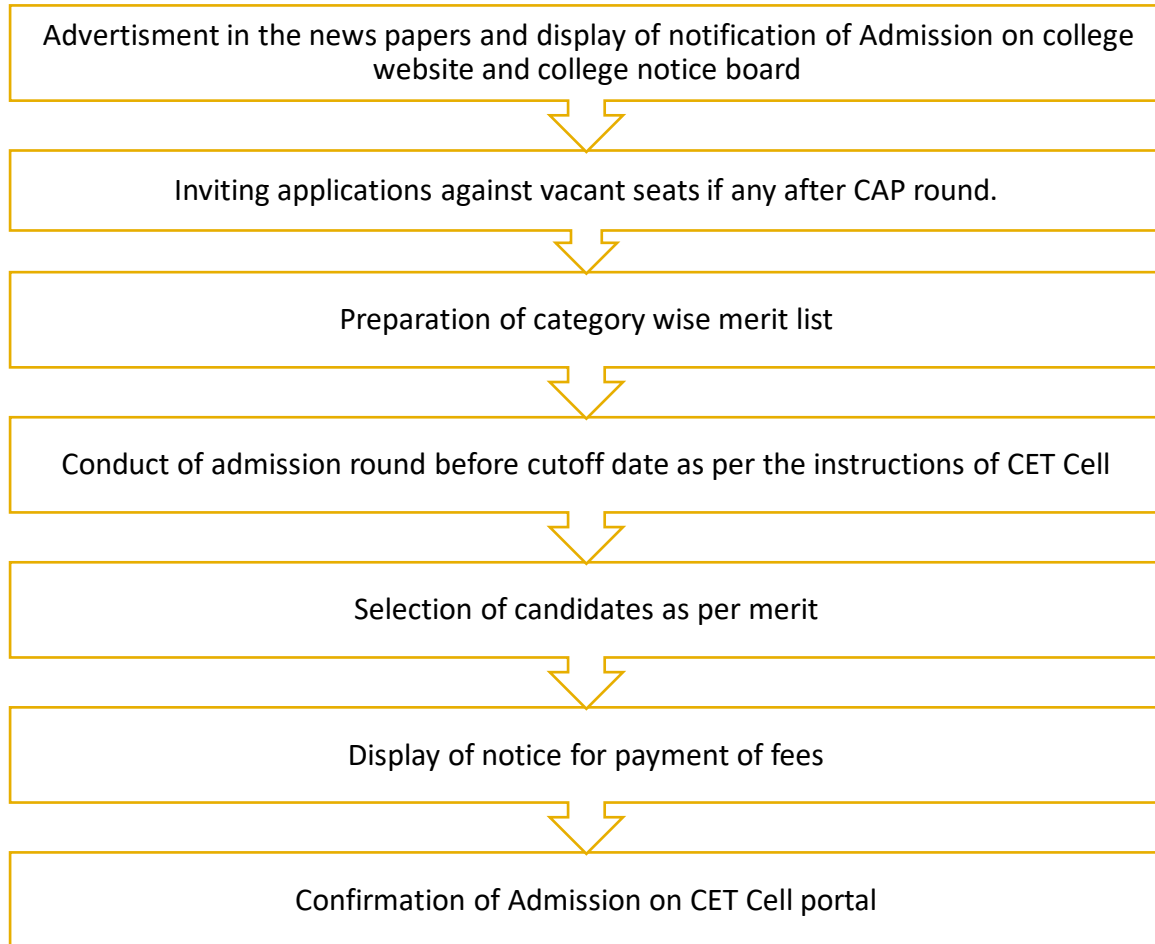 Advertisment in the news papers and display of notification of Admission on college
website and college notice board
Inviting applications against vacant seats if any after CAP round.
Preparation of category wise merit list
Conduct of admission round before cutoff date as per the instructions of CET Cell
Selection of candidates as per merit
Display of notice for payment of fees
Confirmation of Admission on CET Cell portal